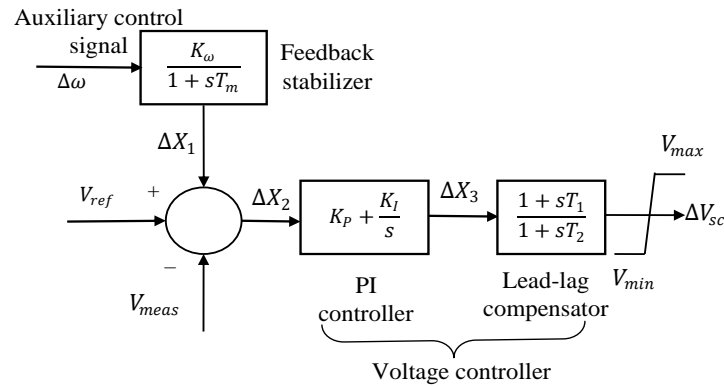 Auxiliary control
signal
Δω
K_ω
1 + sT_m
Feedback
stabilizer
ΔX_1
V_ref
+
−
V_meas
ΔX_2
K_P + K_I
s
ΔX_3
1 + sT_1
1 + sT_2
V_max
ΔV_sc
V_min
PI
controller
Lead-lag
compensator
Voltage controller